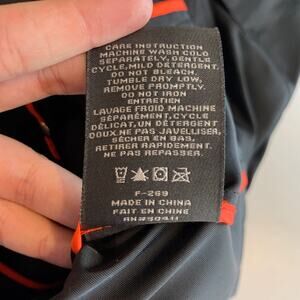 CARE INSTRUCTION
MACHINE WASH COLD
SEPARATELY, GENTLE
CYCLE, MILD DETERGENT.
DO NOT BLEACH.
TUMBLE DRY LOW,
REMOVE PROMPTLY.
DO NOT IRON
ENTRETIEN
LAVAGE FROID MACHINE
SÉPARÉMENT, CYCLE
DÉLICAT, UN DÉTERGENT
DOUX. NE PAS JAVELLISER,
SÉCHER EN BAS,
RETIRER RAPIDEMENT.
NE PAS REPASSER.
F-269
MADE IN CHINA
FAIT EN CHINE